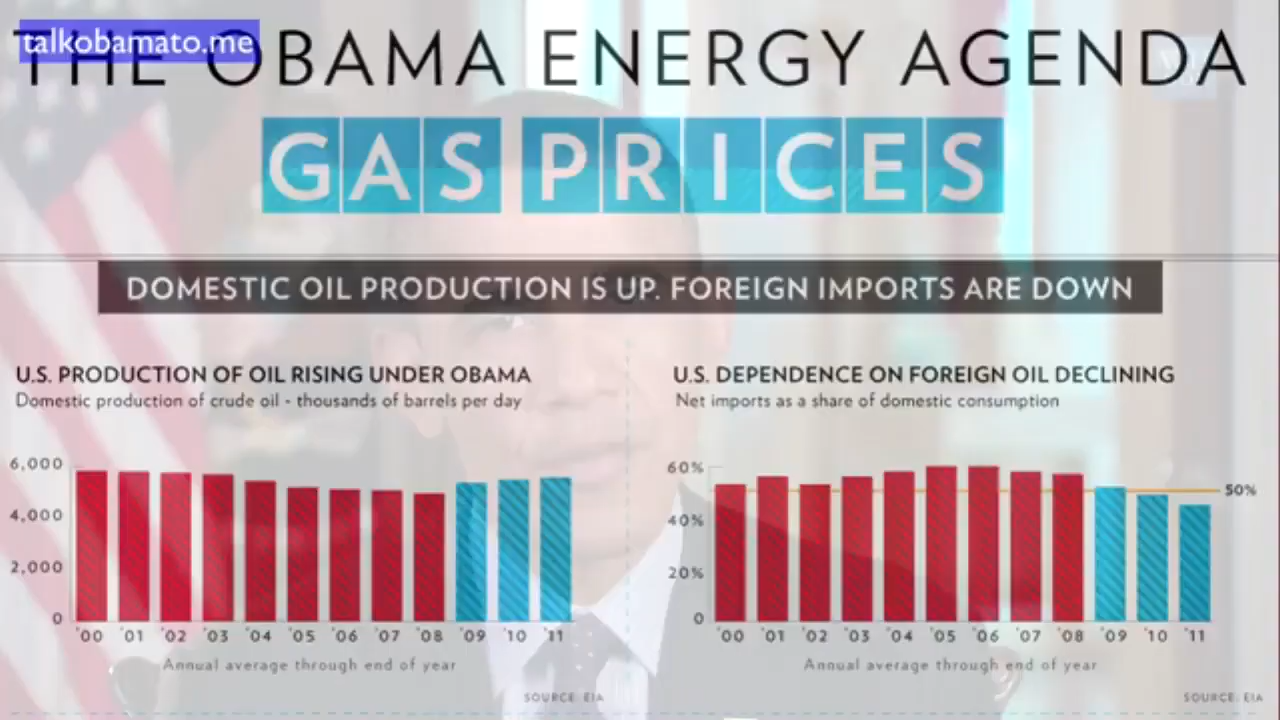 talkobamato.me
THE OBAMA ENERGY AGENDA
GAS PRICES
DOMESTIC OIL PRODUCTION IS UP. FOREIGN IMPORTS ARE DOWN
U.S. PRODUCTION OF OIL RISING UNDER OBAMA
Domestic production of crude oil - thousands of barrels per day
6,000
4,000
2,000
0
'00 '01 '02 '03 '04 '05 '06 '07 '08 '09 '10 '11
Annual average through end of year
SOURCE: EIA
U.S. DEPENDENCE ON FOREIGN OIL DECLINING
Net imports as a share of domestic consumption
60%
50%
40%
20%
0
'00 '01 '02 '03 '04 '05 '06 '07 '08 '09 '10 '11
Annual average through end of year
SOURCE: EIA